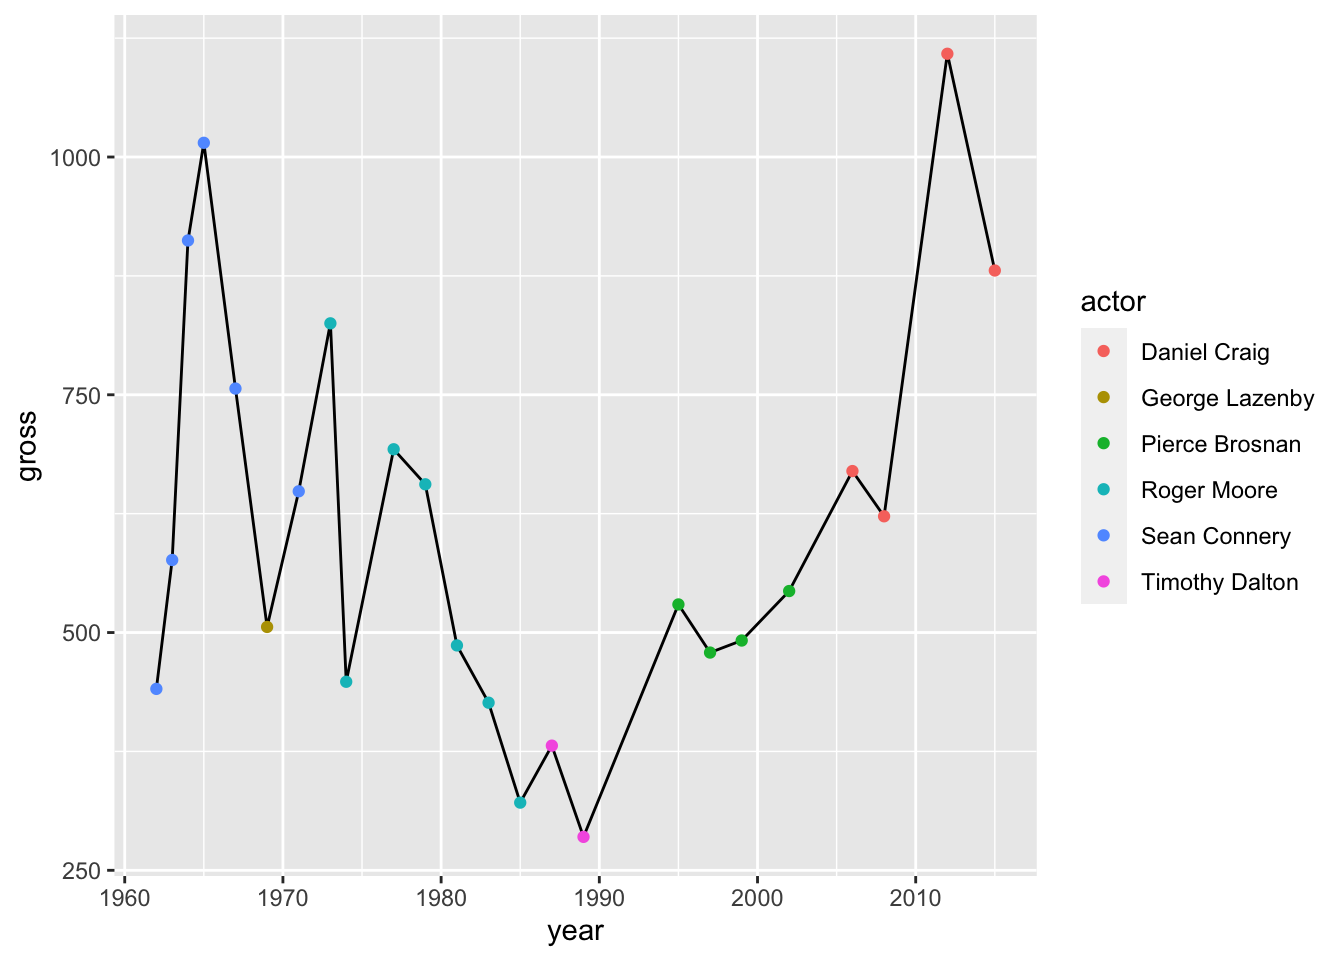 1000
750
500
250
gross
1960 1970 1980 1990 2000 2010
year
actor
Daniel Craig
George Lazenby
Pierce Brosnan
Roger Moore
Sean Connery
Timothy Dalton